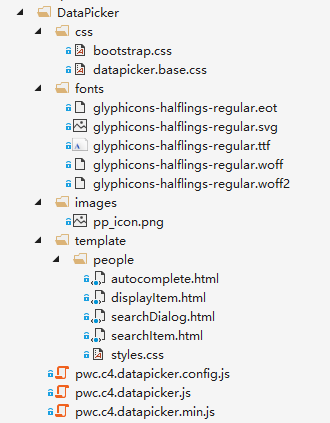 DataPicker
css
bootstrap.css
datapicker.base.css
fonts
glyphicons-halflings-regular.eot
glyphicons-halflings-regular.svg
glyphicons-halflings-regular.ttf
glyphicons-halflings-regular.woff
glyphicons-halflings-regular.woff2
images
pp_icon.png
template
people
autocomplete.html
displayItem.html
searchDialog.html
searchItem.html
styles.css
pwc.c4.datapicker.config.js
pwc.c4.datapicker.js
pwc.c4.datapicker.min.js